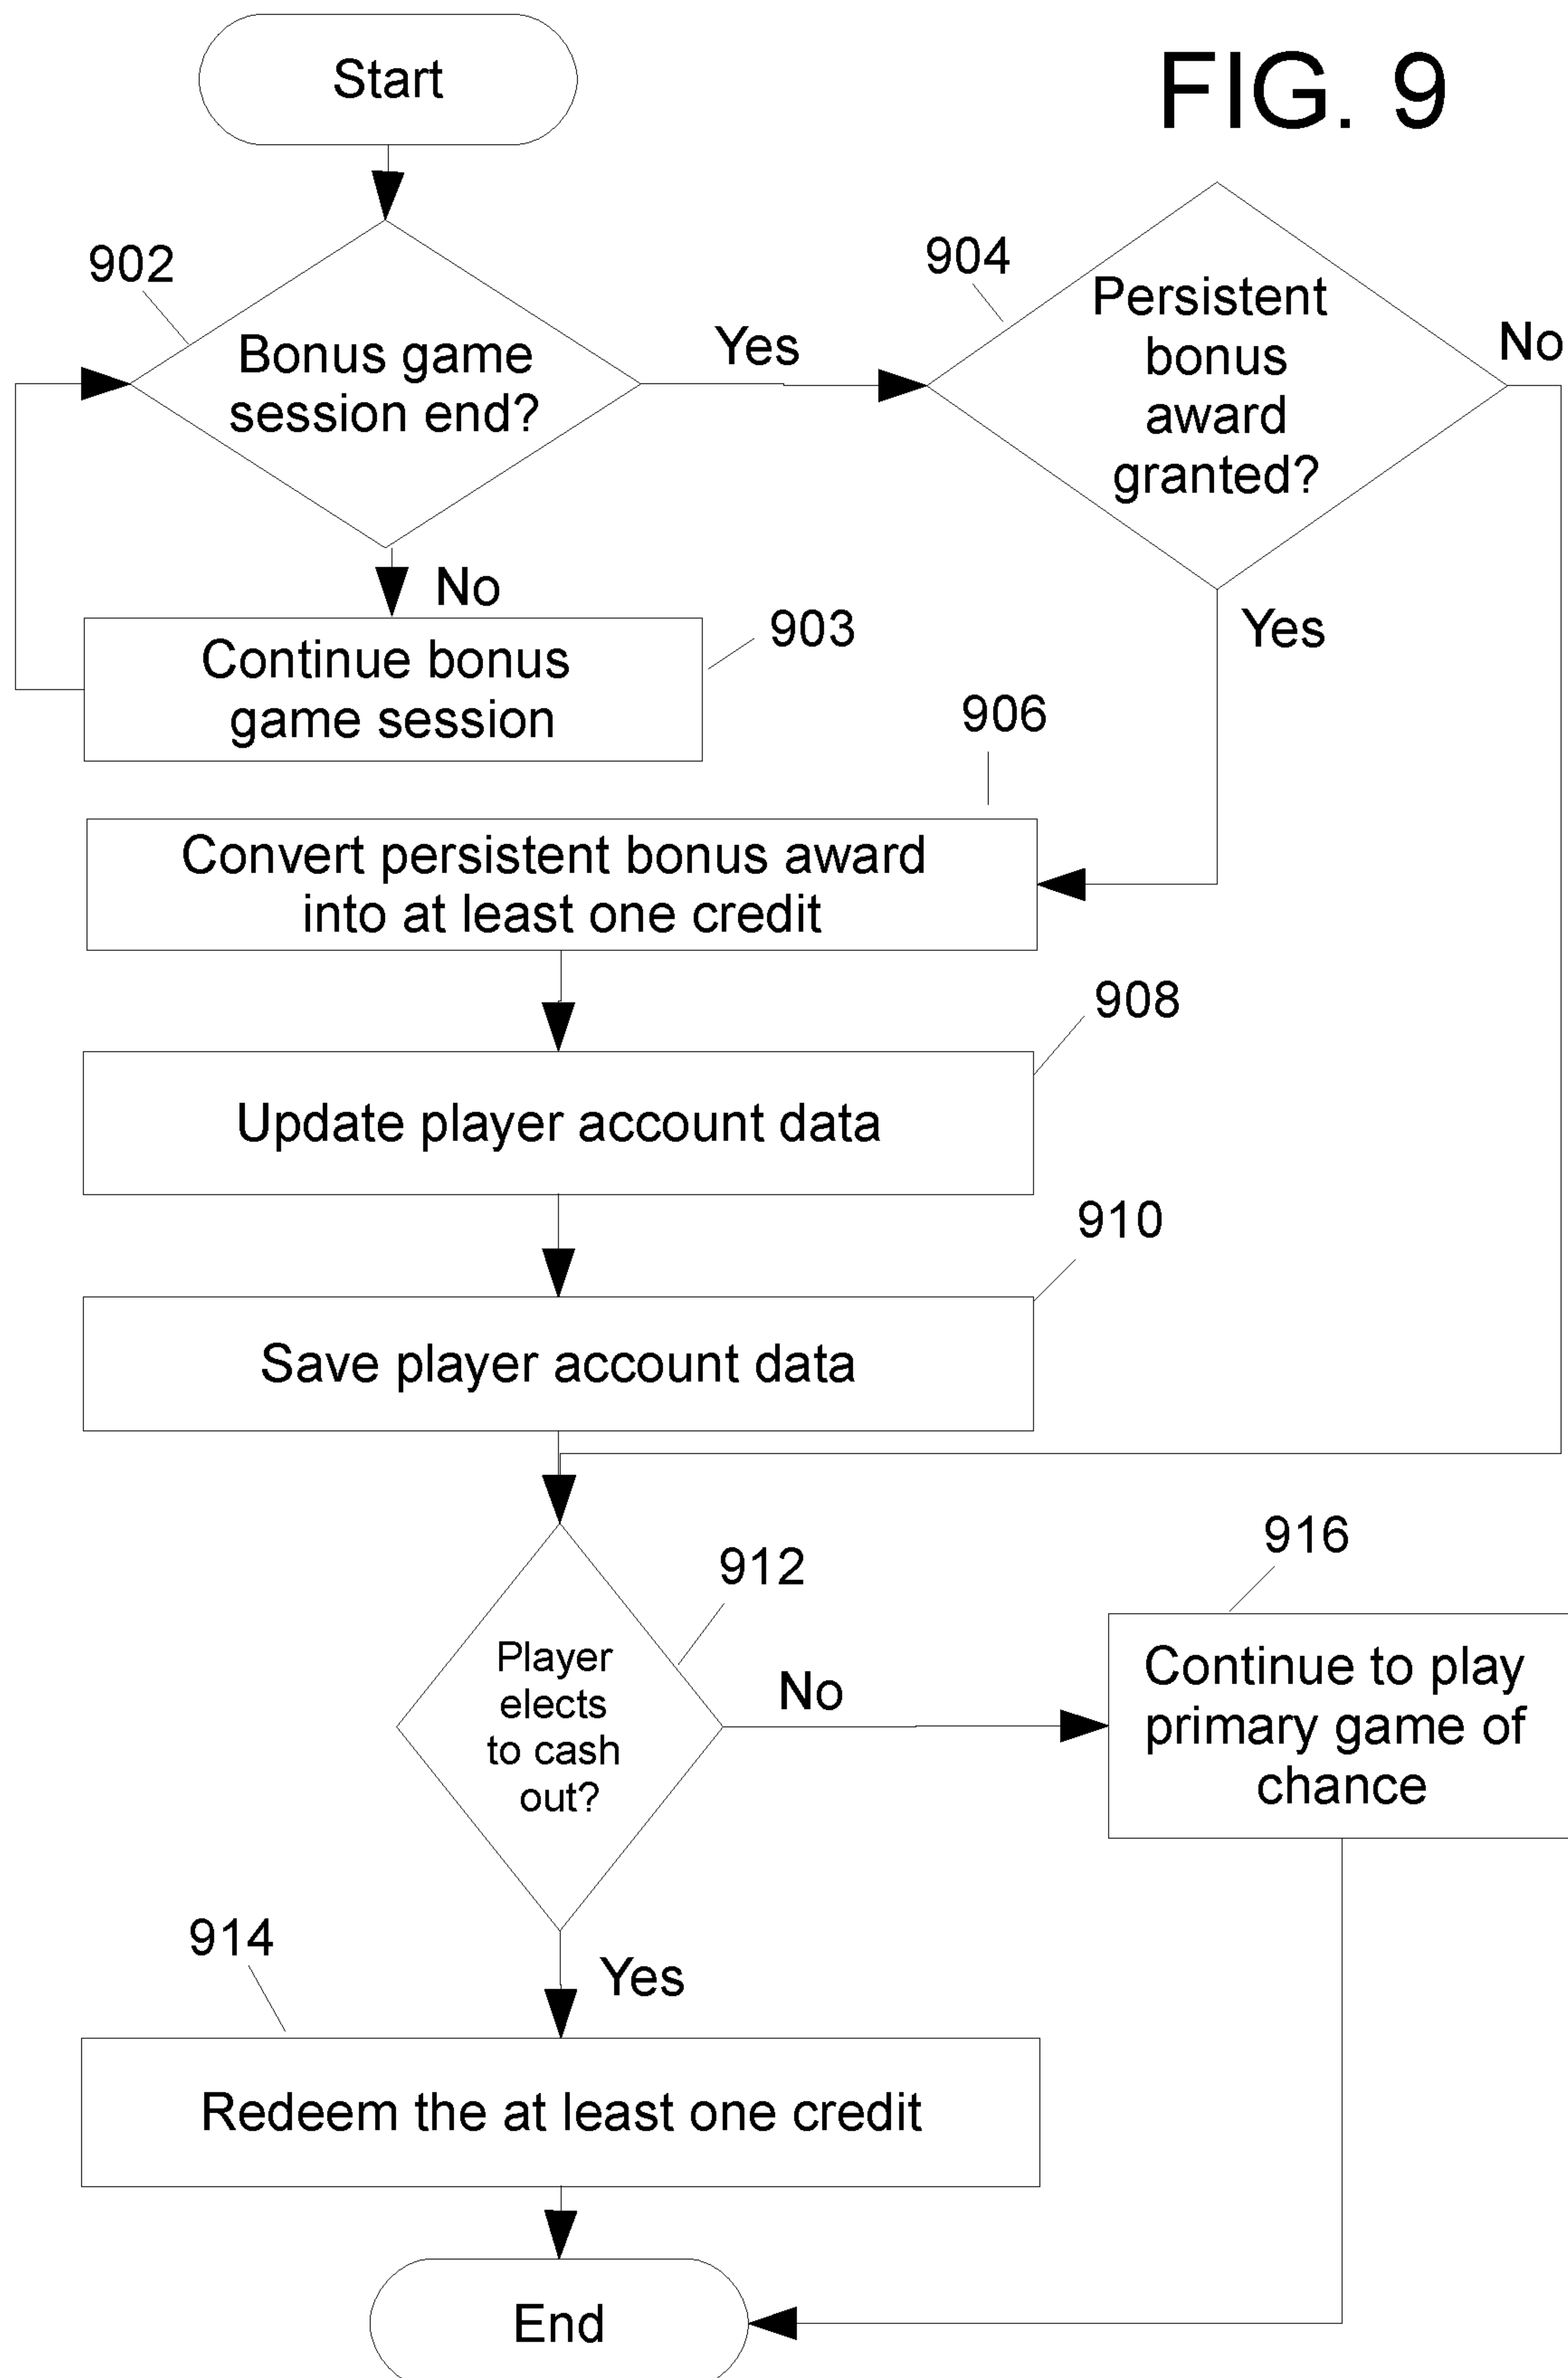 Start
FIG. 9
902
Bonus game
session end?
Yes
904
Persistent
bonus
award
granted?
No
No
903
Continue bonus
game session
Yes
906
Convert persistent bonus award
into at least one credit
908
Update player account data
910
Save player account data
912
Player
elects
to cash
out?
No
916
Continue to play
primary game of
chance
914
Yes
Redeem the at least one credit
End